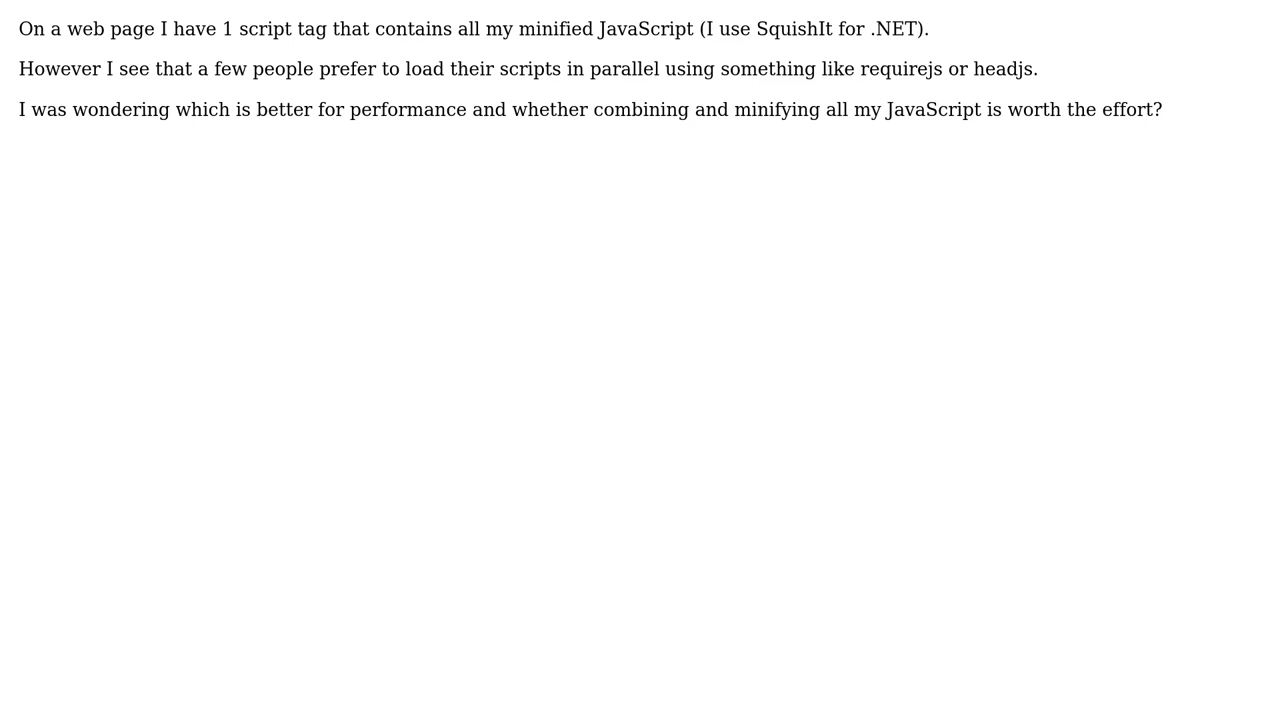 On a web page I have 1 script tag that contains all my minified JavaScript (I use SquishIt for .NET).
However I see that a few people prefer to load their scripts in parallel using something like requirejs or headjs.
I was wondering which is better for performance and whether combining and minifying all my JavaScript is worth the effort?